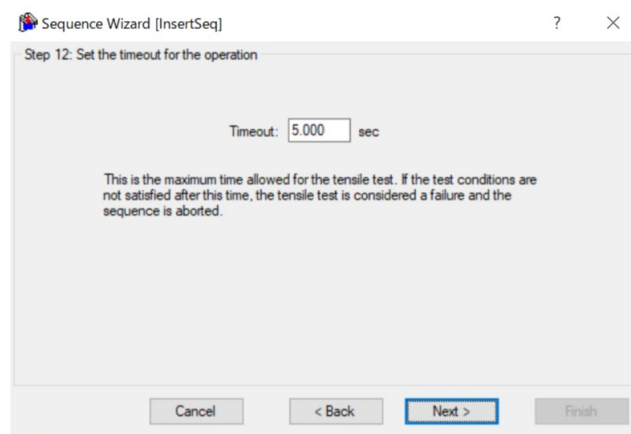 Sequence Wizard [InsertSeq] ?
Step 12: Set the timeout for the operation
Timeout: 5.000 sec
This is the maximum time allowed for the tensile test. If the test conditions are
not satisfied after this time, the tensile test is considered a failure and the
sequence is aborted.
Cancel < Back Next > Finish